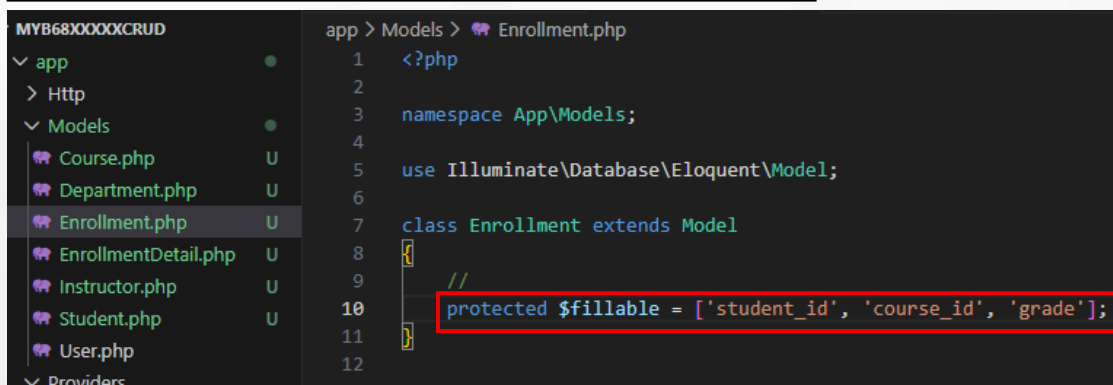 MYB68XXXXXCRUD
app
> Http
Models
Course.php U
Department.php U
Enrollment.php U
EnrollmentDetail.php U
Instructor.php U
Student.php U
User.php
Providers
app > Models > Enrollment.php
1 <?php
2
3 namespace App\Models;
4
5 use Illuminate\Database\Eloquent\Model;
6
7 class Enrollment extends Model
8 {
9 //
10 protected $fillable = ['student_id', 'course_id', 'grade'];
11 }
12